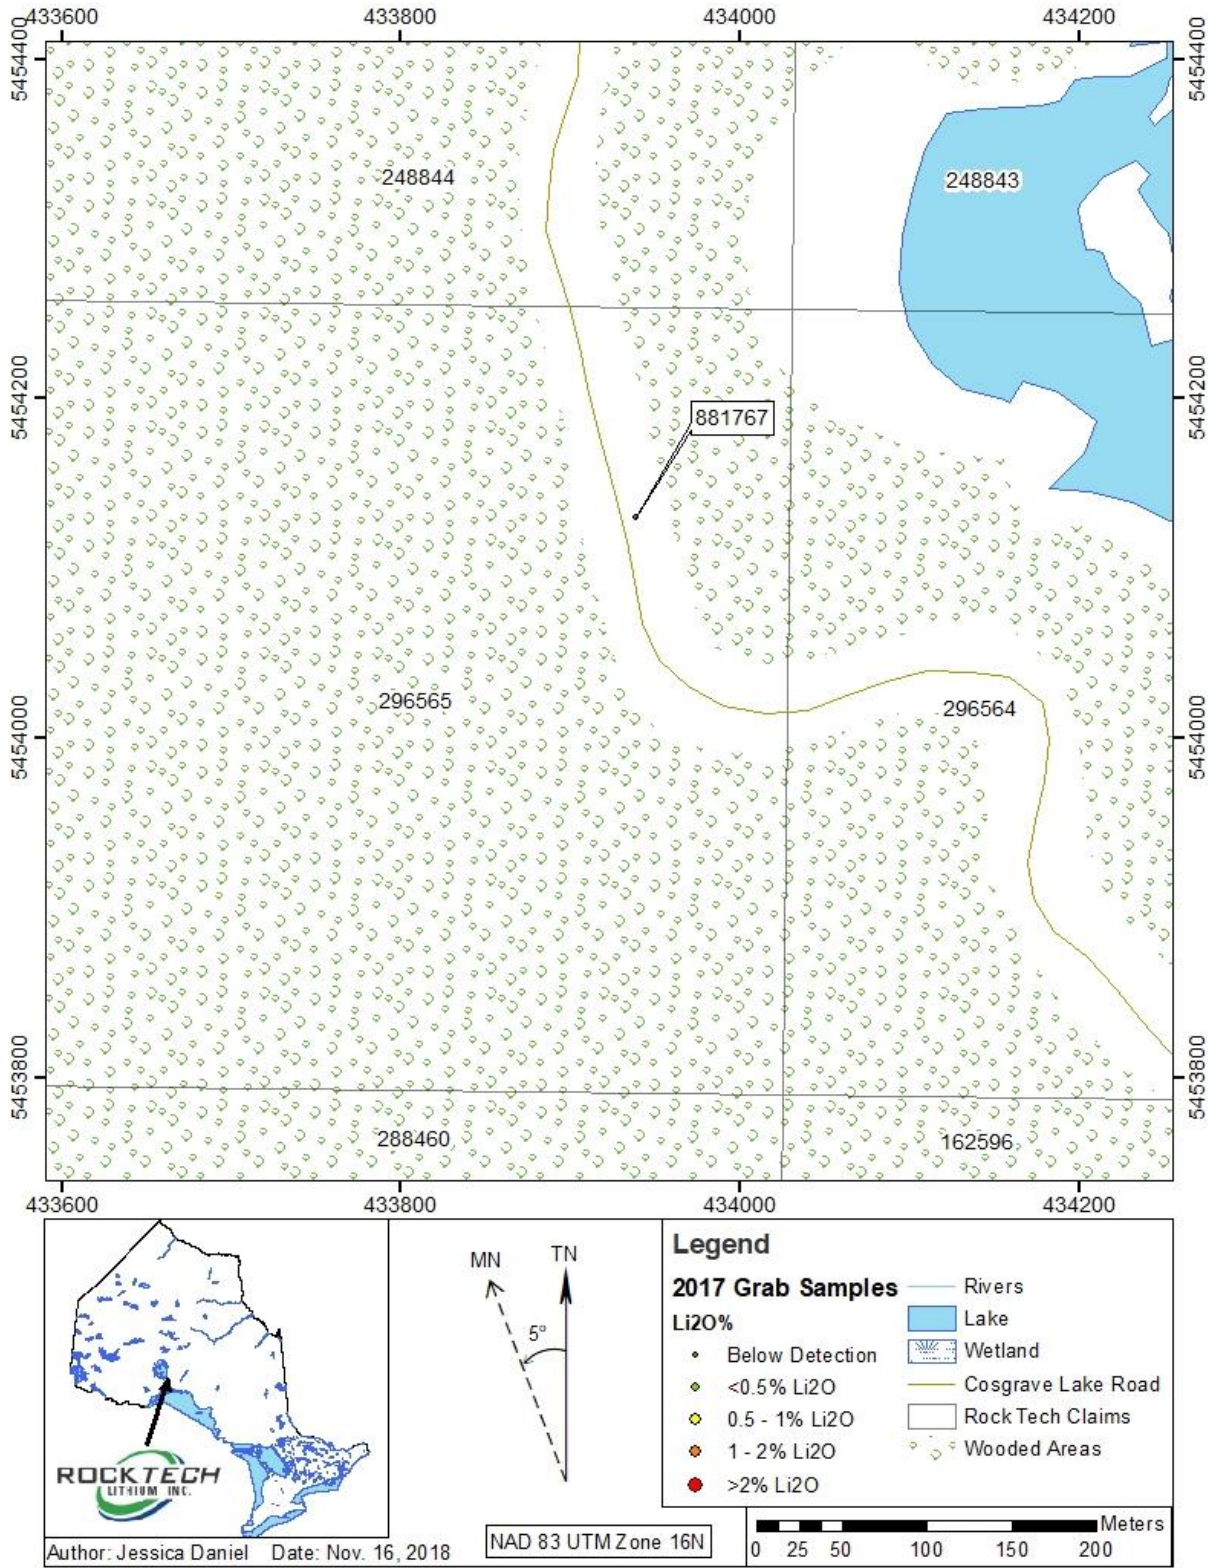 433600 433800 434000 434200
5454400 5454400
248844 248843
5454200 5454200
881767
296565 296564
5454000 5454000
5453800 5453800
288460 162596
433600 433800 434000 434200
MN TN
5°
ROCKTECH
LITHIUM INC.
Author: Jessica Daniel Date: Nov. 16, 2018
NAD 83 UTM Zone 16N
Legend
2017 Grab Samples
Li2O%
Below Detection
<0.5% Li2O
0.5 - 1% Li2O
1 - 2% Li2O
>2% Li2O
Rivers
Lake
Wetland
Cosgrave Lake Road
Rock Tech Claims
Wooded Areas
Meters
0 25 50 100 150 200